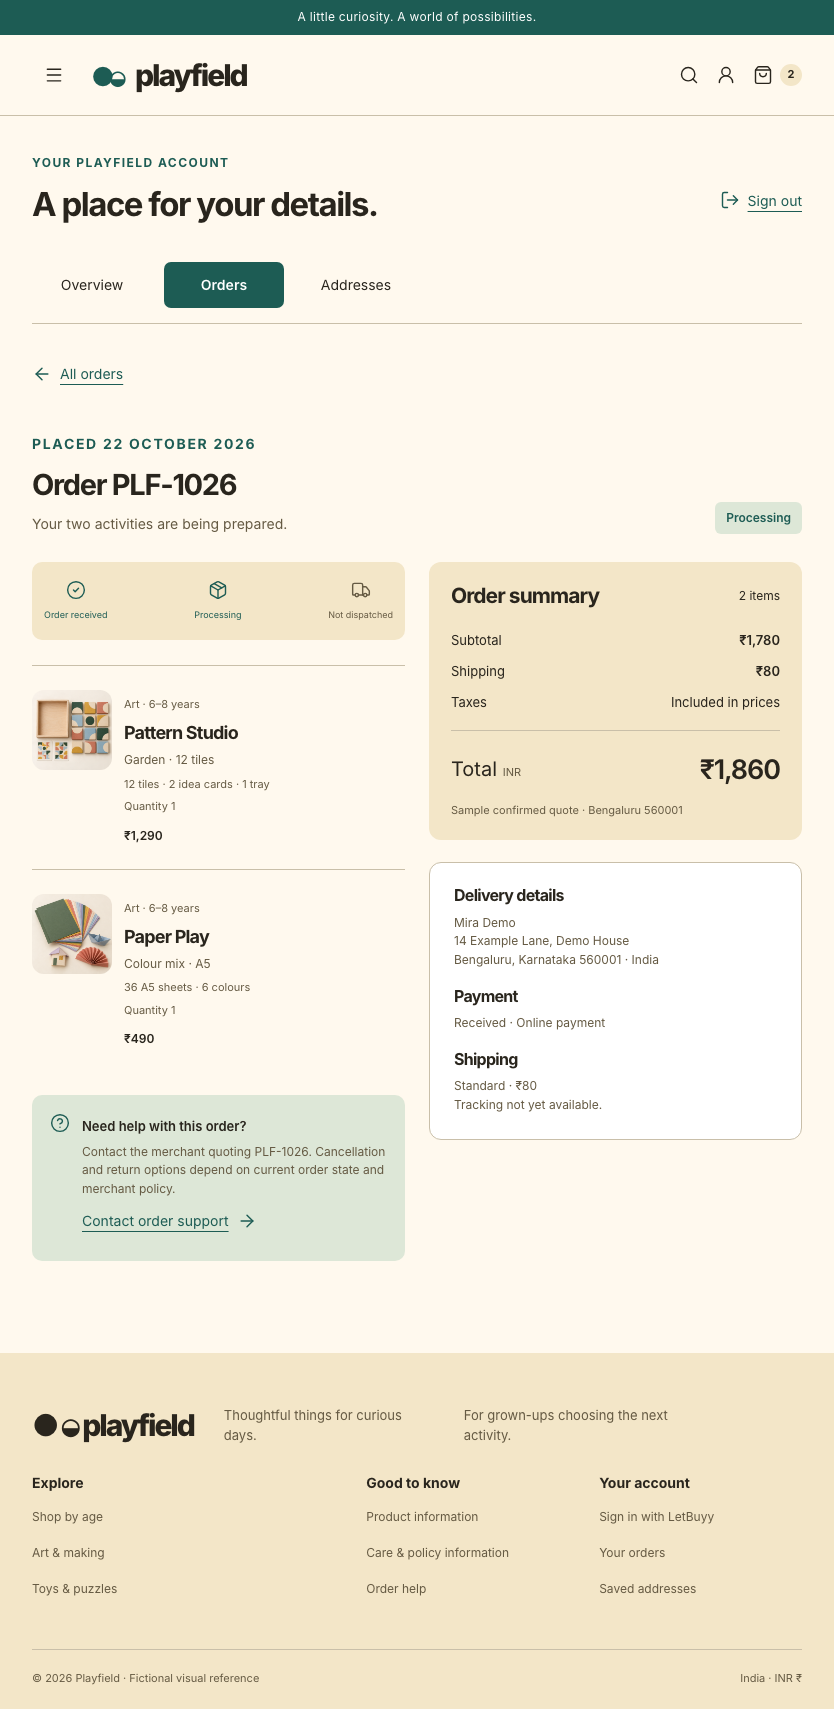 A little curiosity. A world of possibilities.
playfield
2
YOUR PLAYFIELD ACCOUNT
A place for your details.
Sign out
Overview
Orders
Addresses
All orders
PLACED 22 OCTOBER 2026
Order PLF-1026
Your two activities are being prepared.
Processing
Order received
Processing
Not dispatched
Art · 6–8 years
Pattern Studio
Garden · 12 tiles
12 tiles · 2 idea cards · 1 tray
Quantity 1
₹1,290
Art · 6–8 years
Paper Play
Colour mix · A5
36 A5 sheets · 6 colours
Quantity 1
₹490
Need help with this order?
Contact the merchant quoting PLF-1026. Cancellation
and return options depend on current order state and
merchant policy.
Contact order support
Order summary
2 items
Subtotal
₹1,780
Shipping
₹80
Taxes
Included in prices
Total INR
₹1,860
Sample confirmed quote · Bengaluru 560001
Delivery details
Mira Demo
14 Example Lane, Demo House
Bengaluru, Karnataka 560001 · India
Payment
Received · Online payment
Shipping
Standard · ₹80
Tracking not yet available.
playfield
Thoughtful things for curious
days.
For grown-ups choosing the next
activity.
Explore
Shop by age
Art & making
Toys & puzzles
Good to know
Product information
Care & policy information
Order help
Your account
Sign in with LetBuyy
Your orders
Saved addresses
© 2026 Playfield · Fictional visual reference
India · INR ₹